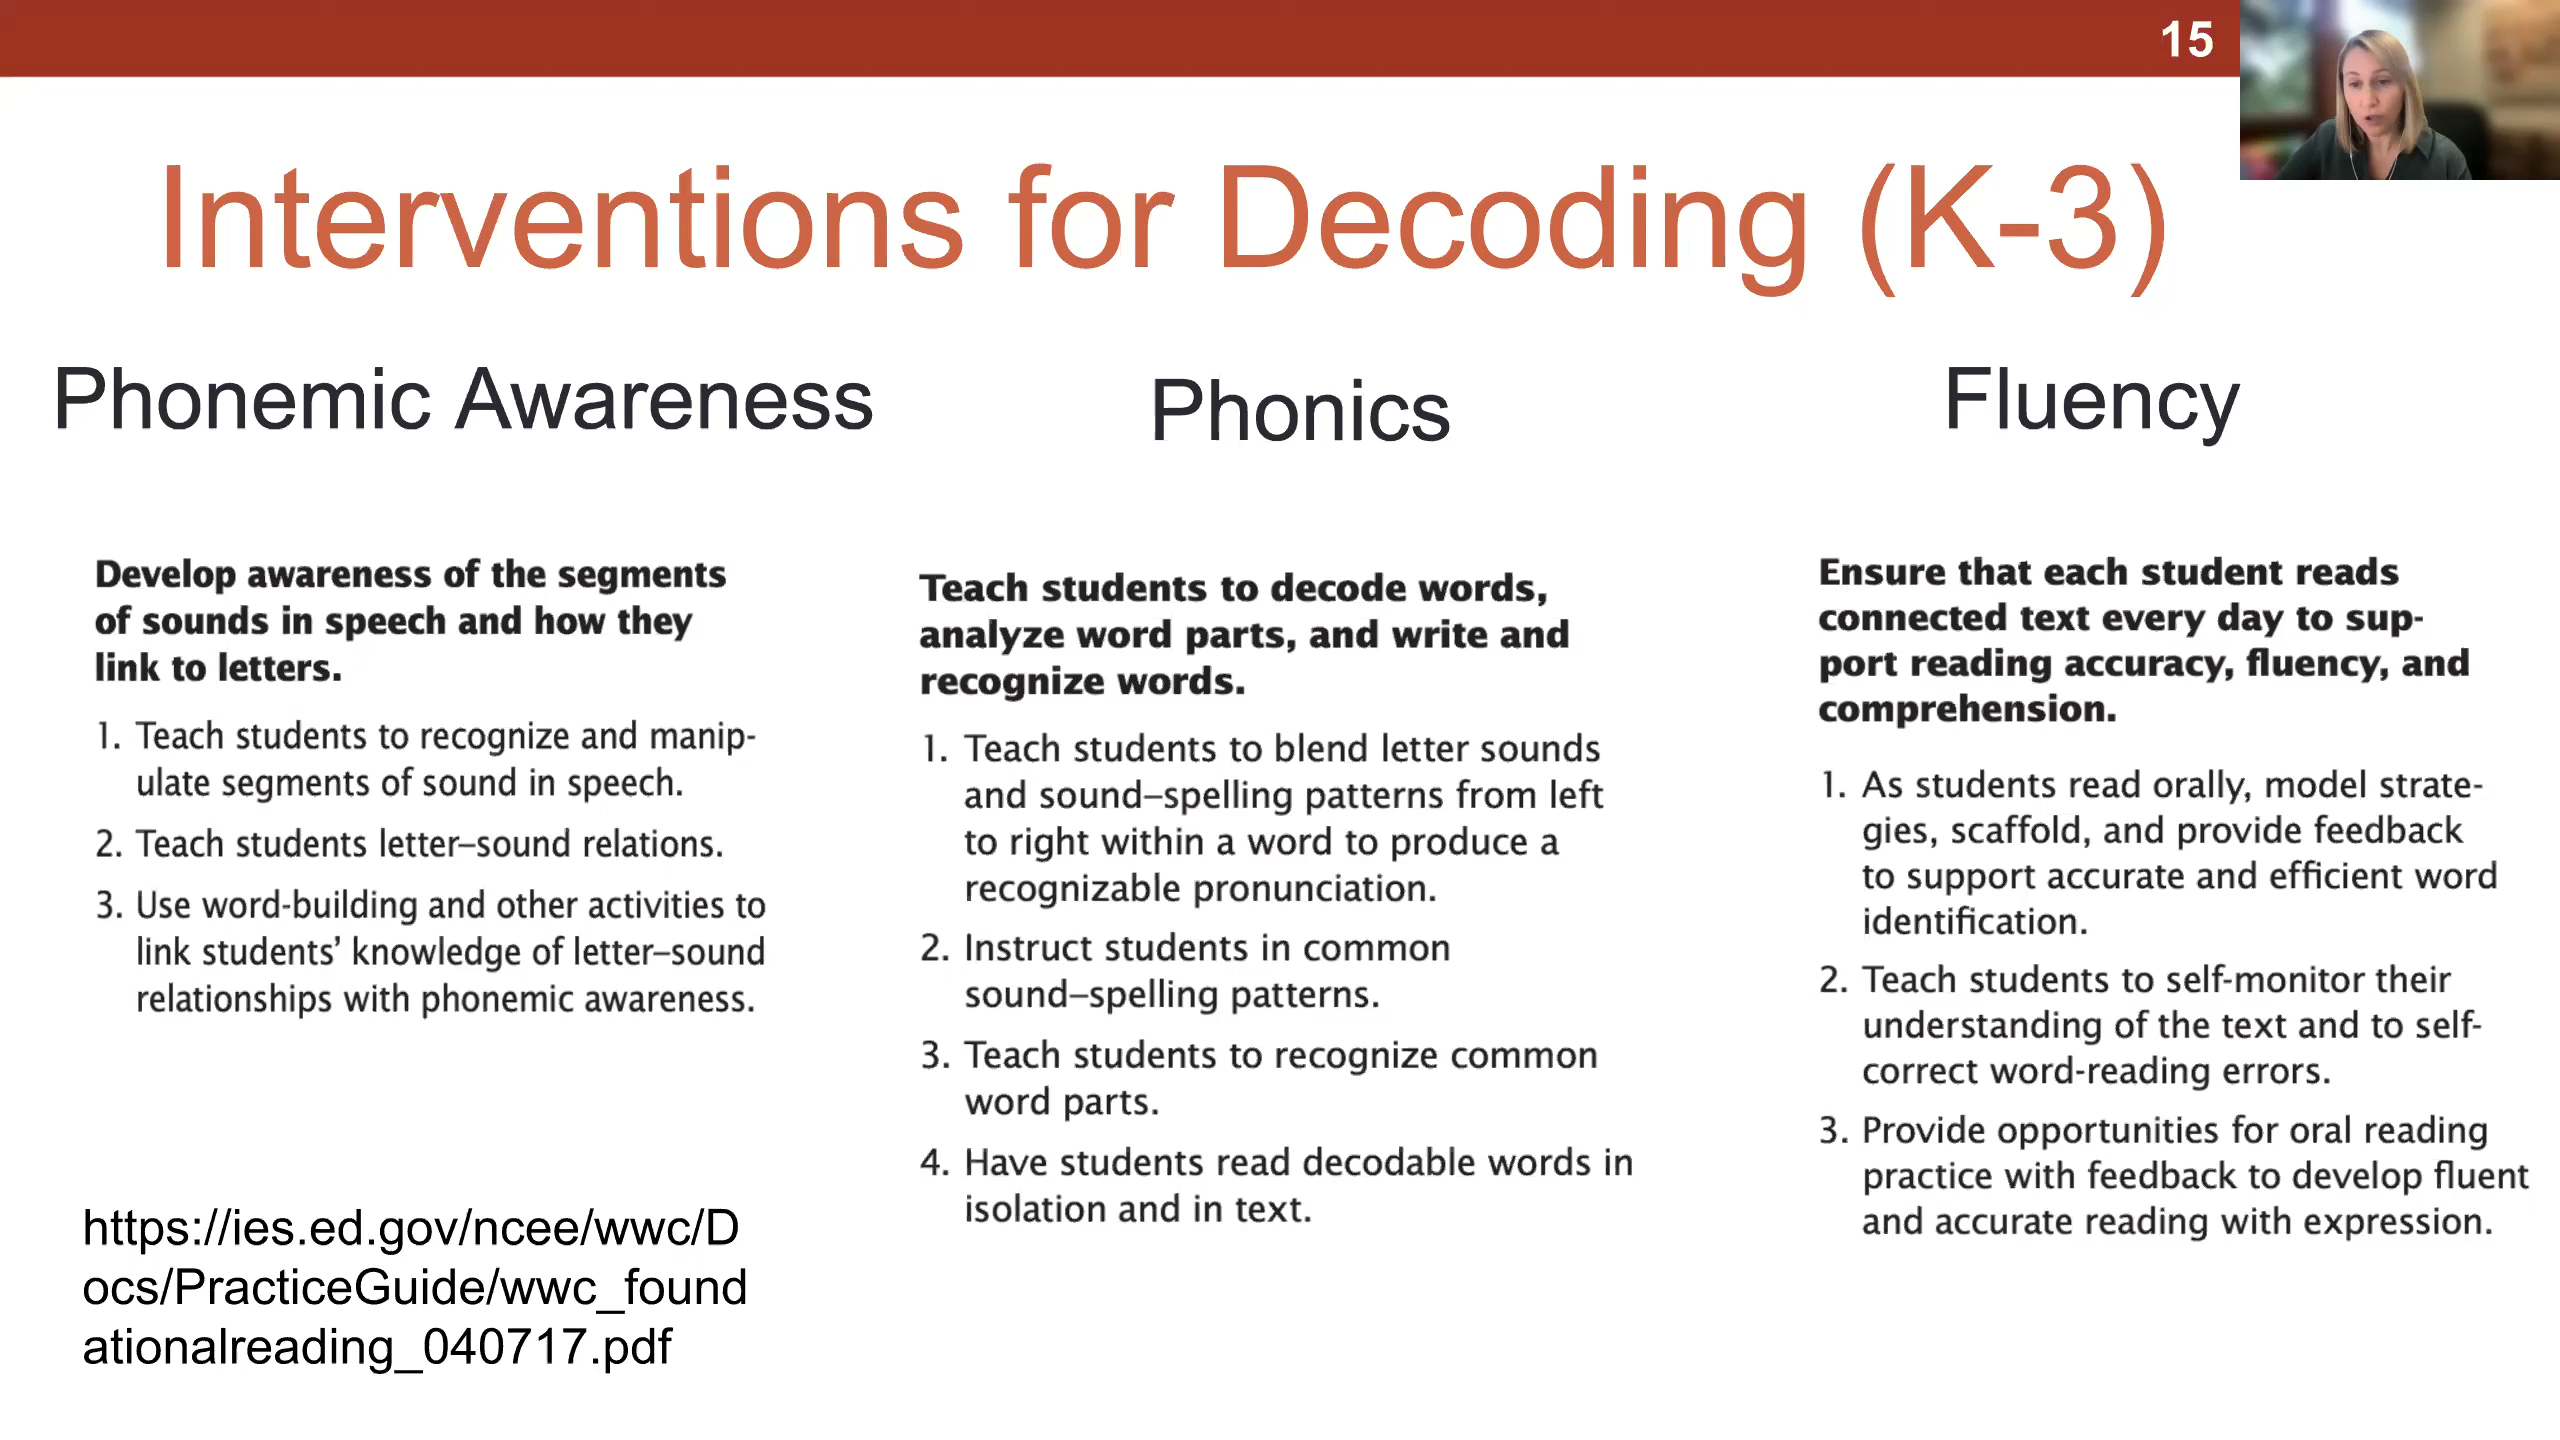 15
Interventions for Decoding (K-3)
Phonemic Awareness
Develop awareness of the segments
of sounds in speech and how they
link to letters.
1. Teach students to recognize and manip-
ulate segments of sound in speech.
2. Teach students letter–sound relations.
3. Use word-building and other activities to
link students’ knowledge of letter–sound
relationships with phonemic awareness.
https://ies.ed.gov/ncee/wwc/D
ocs/PracticeGuide/wwc_found
ationalreading_040717.pdf
Phonics
Teach students to decode words,
analyze word parts, and write and
recognize words.
1. Teach students to blend letter sounds
and sound–spelling patterns from left
to right within a word to produce a
recognizable pronunciation.
2. Instruct students in common
sound–spelling patterns.
3. Teach students to recognize common
word parts.
4. Have students read decodable words in
isolation and in text.
Fluency
Ensure that each student reads
connected text every day to sup-
port reading accuracy, fluency, and
comprehension.
1. As students read orally, model strate-
gies, scaffold, and provide feedback
to support accurate and efficient word
identification.
2. Teach students to self-monitor their
understanding of the text and to self-
correct word-reading errors.
3. Provide opportunities for oral reading
practice with feedback to develop fluent
and accurate reading with expression.